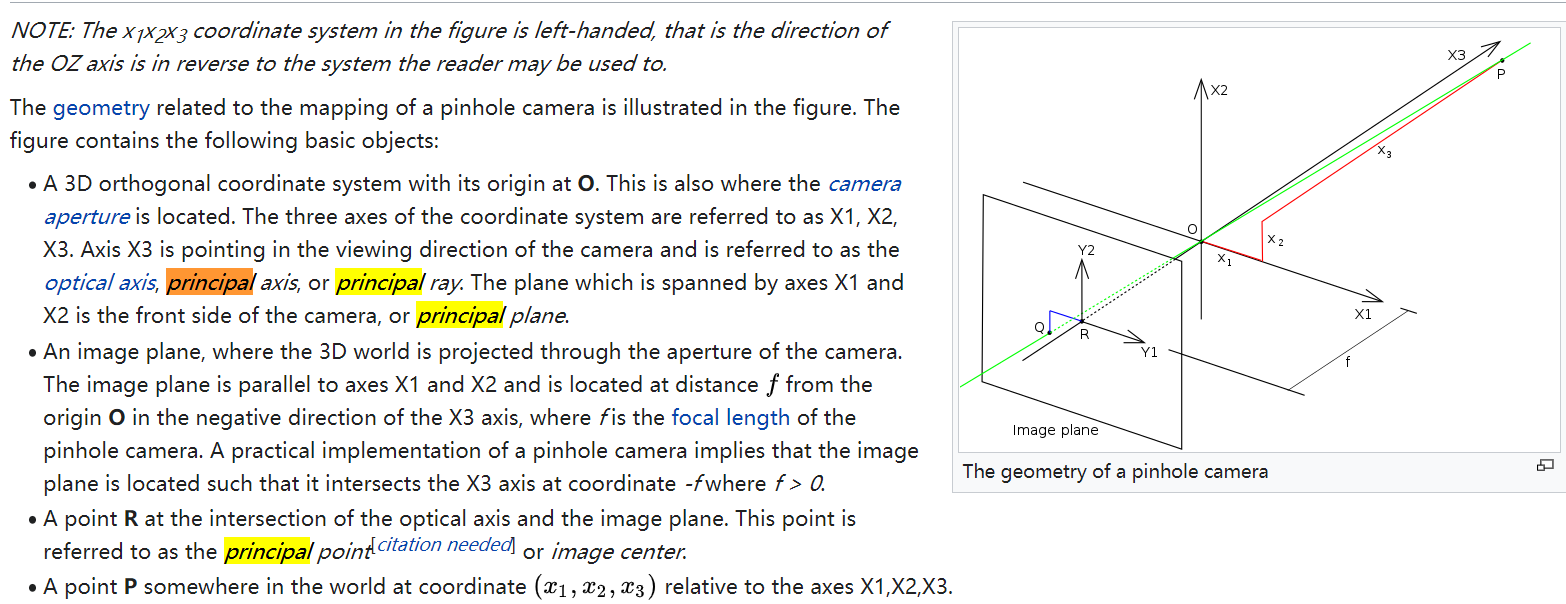 NOTE: The x1x2x3 coordinate system in the figure is left-handed, that is the direction of
the OZ axis is in reverse to the system the reader may be used to.
The geometry related to the mapping of a pinhole camera is illustrated in the figure. The
figure contains the following basic objects:
• A 3D orthogonal coordinate system with its origin at O. This is also where the camera
aperture is located. The three axes of the coordinate system are referred to as X1, X2,
X3. Axis X3 is pointing in the viewing direction of the camera and is referred to as the
optical axis, principal axis, or principal ray. The plane which is spanned by axes X1 and
X2 is the front side of the camera, or principal plane.
• An image plane, where the 3D world is projected through the aperture of the camera.
The image plane is parallel to axes X1 and X2 and is located at distance f from the
origin O in the negative direction of the X3 axis, where f is the focal length of the
pinhole camera. A practical implementation of a pinhole camera implies that the image
plane is located such that it intersects the X3 axis at coordinate -f where f > 0.
• A point R at the intersection of the optical axis and the image plane. This point is
referred to as the principal point[citation needed] or image center.
• A point P somewhere in the world at coordinate (x1, x2, x3) relative to the axes X1,X2,X3.
X3
P
X2
x3
O
x2
x1
Y2
X1
Q
R
Y1
f
Image plane
The geometry of a pinhole camera